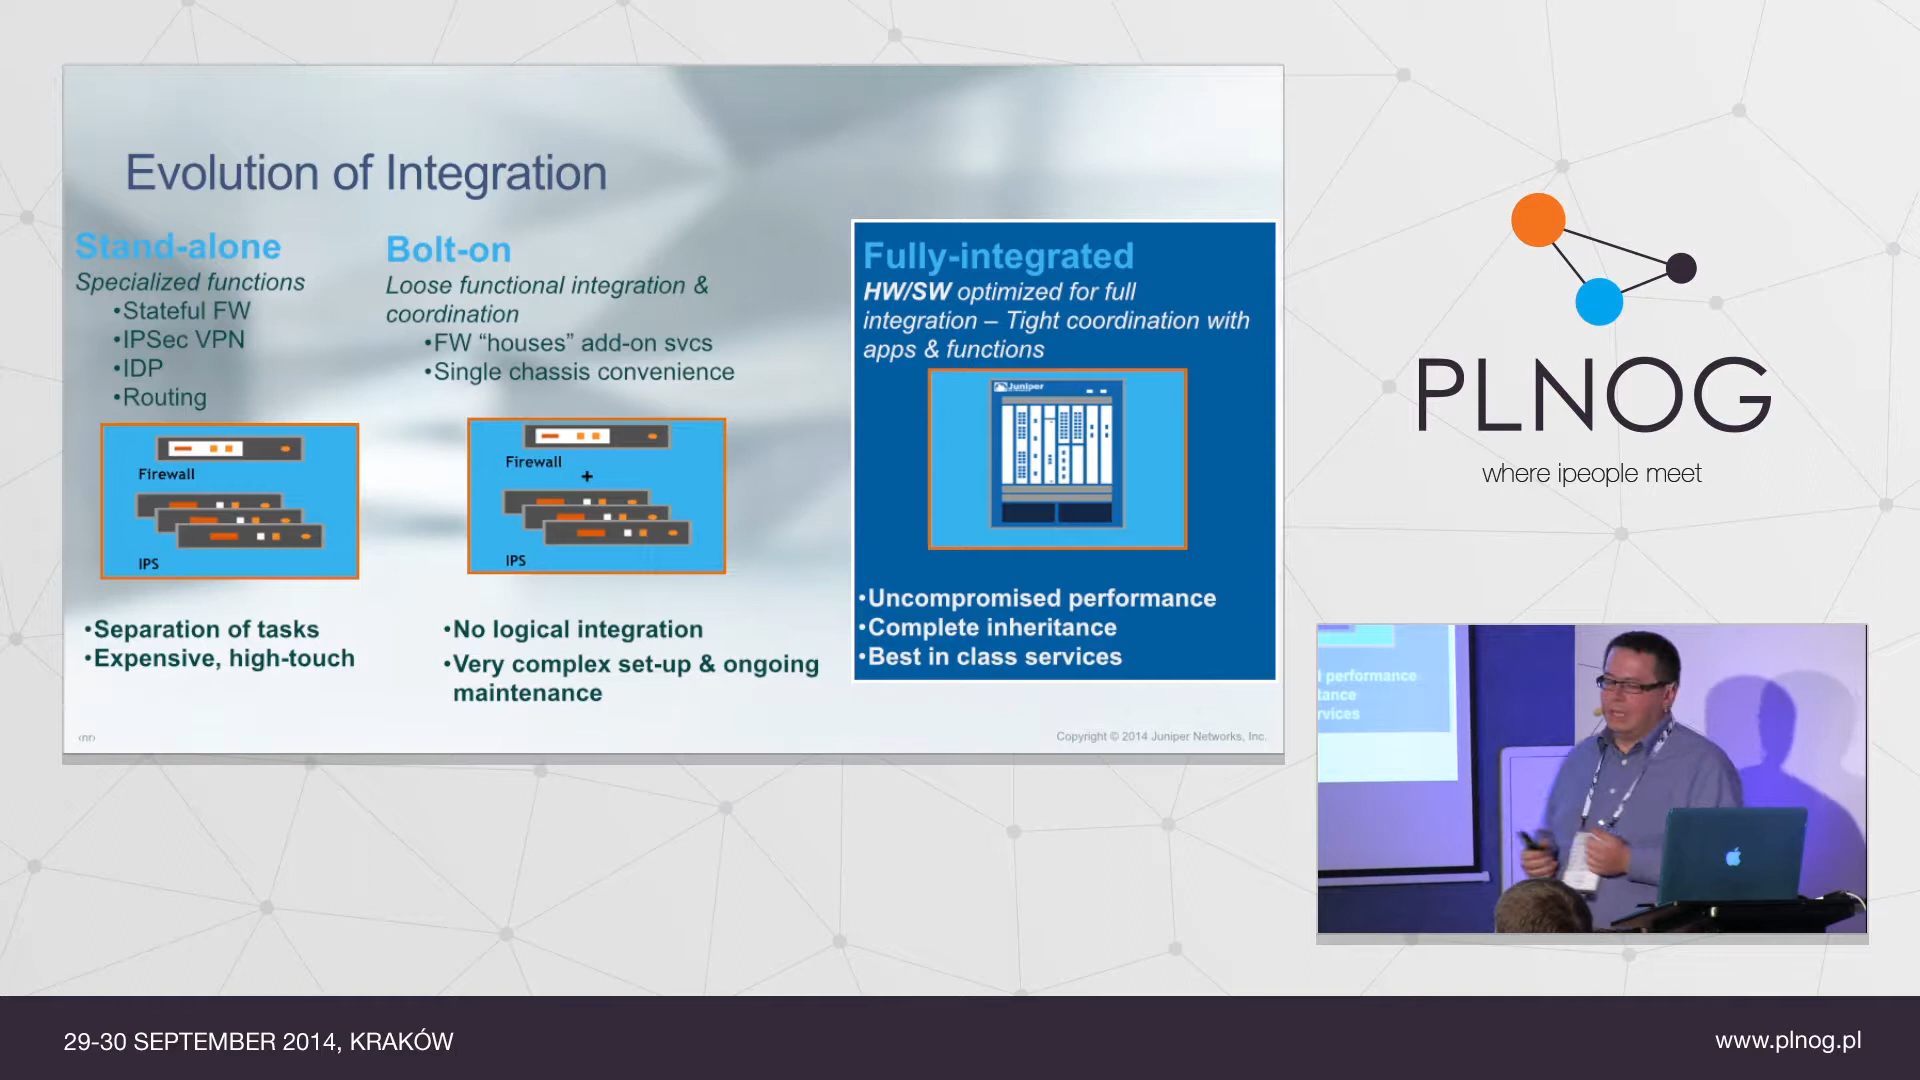 Evolution of Integration
Stand-alone
Specialized functions
•Stateful FW
•IPSec VPN
•IDP
•Routing
Firewall
IPS
•Separation of tasks
•Expensive, high-touch
Bolt-on
Loose functional integration &
coordination
•FW “houses” add-on svcs
•Single chassis convenience
Firewall
+
IPS
•No logical integration
•Very complex set-up & ongoing
maintenance
Fully-integrated
HW/SW optimized for full
integration – Tight coordination with
apps & functions
Juniper
•Uncompromised performance
•Complete inheritance
•Best in class services
Copyright © 2014 Juniper Networks, Inc.
PLNOG
where ipeople meet
performance
tance
rvices
29-30 SEPTEMBER 2014, KRAKÓW
www.plnog.pl